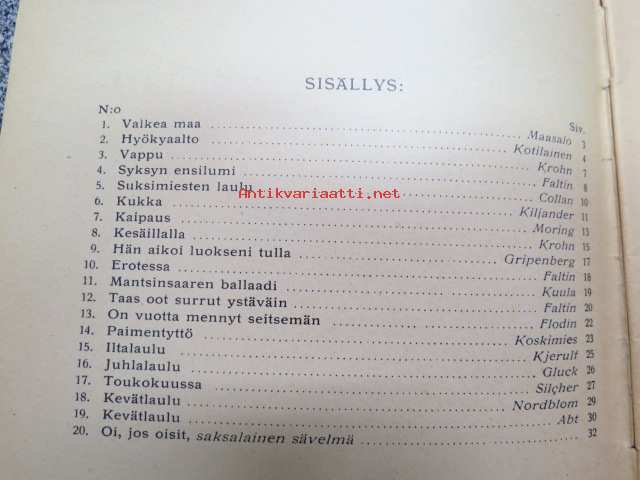 SISÄLLYS:
N:o Siv.
1. Valkea maa Maasalo 3
2. Hyökyaalto Kotilainen 4
3. Vappu Krohn 7
4. Syksyn ensilumi Faltin 8
5. Suksimiesten laulu Collan 10
Antikvariaatti.net
6. Kukka Kiljander 11
7. Kaipaus Moring 13
8. Kesäillalla Krohn 15
9. Hän aikoi luokseni tulla Gripenberg 17
10. Erotessa Faltin 18
11. Mantsinsaaren ballaadi Kuula 19
12. Taas oot surrut ystäväin Faltin 20
13. On vuotta mennyt seitsemän Flodin 22
14. Paimentyttö Koskimies 23
15. Iltalaulu Kjerulf 25
16. Juhlalaulu Gluck 26
17. Toukokuussa Silcher 27
18. Kevätlaulu Nordblom 29
19. Kevätlaulu Abt 30
20. Oi, jos oisit, saksalainen sävelmä 32